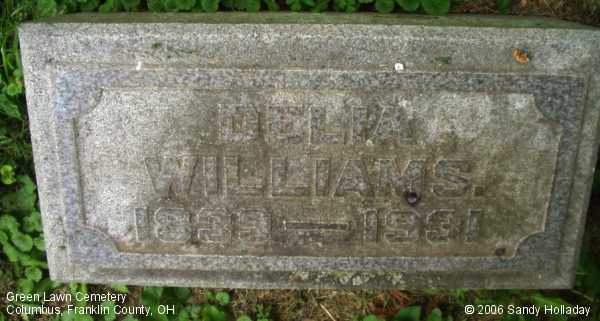 DELIA
WILLIAMS.
1839 — 1931
Green Lawn Cemetery
Columbus, Franklin County, OH
© 2006 Sandy Holladay